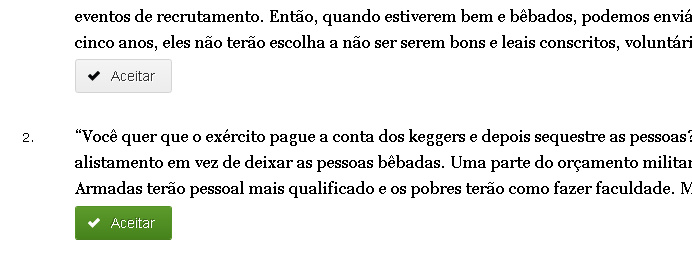 eventos de recrutamento. Então, quando estiverem bem e bêbados, podemos enviá
cinco anos, eles não terão escolha a não ser serem bons e leais conscritos, voluntári
Aceitar
2. “Você quer que o exército pague a conta dos keggers e depois sequestre as pessoas?
alistamento em vez de deixar as pessoas bêbadas. Uma parte do orçamento militar
Armadas terão pessoal mais qualificado e os pobres terão como fazer faculdade. M
Aceitar